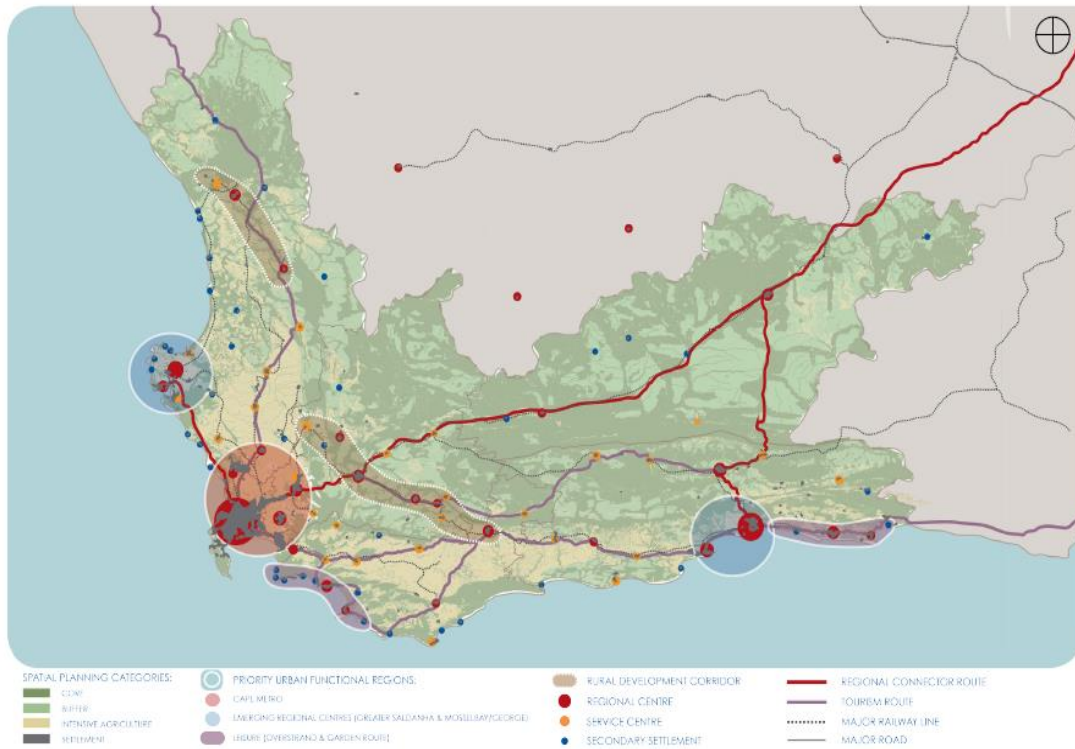 SPATIAL PLANNING CATEGORIES:
CORE
BUFFER
INTENSIVE AGRICULTURE
SETTLEMENT
PRIORITY URBAN FUNCTIONAL REGIONS:
CAPE METRO
EMERGING REGIONAL CENTRES (GREATER SALDANHA & MOSSELBAY/GEORGE)
LEISURE (OVERSTRAND & GARDEN ROUTE)
RURAL DEVELOPMENT CORRIDOR
REGIONAL CENTRE
SERVICE CENTRE
SECONDARY SETTLEMENT
REGIONAL CONNECTOR ROUTE
TOURISM ROUTE
MAJOR RAILWAY LINE
MAJOR ROAD